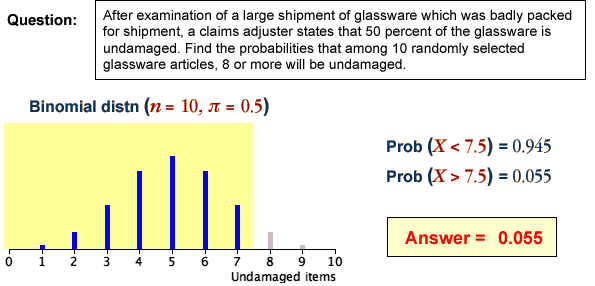 Question:
After examination of a large shipment of glassware which was badly packed
for shipment, a claims adjuster states that 50 percent of the glassware is
undamaged. Find the probabilities that among 10 randomly selected
glassware articles, 8 or more will be undamaged.
Binomial distn (n = 10, π = 0.5)
Prob (X < 7.5) = 0.945
Prob (X > 7.5) = 0.055
Answer = 0.055
0 1 2 3 4 5 6 7 8 9 10
Undamaged items